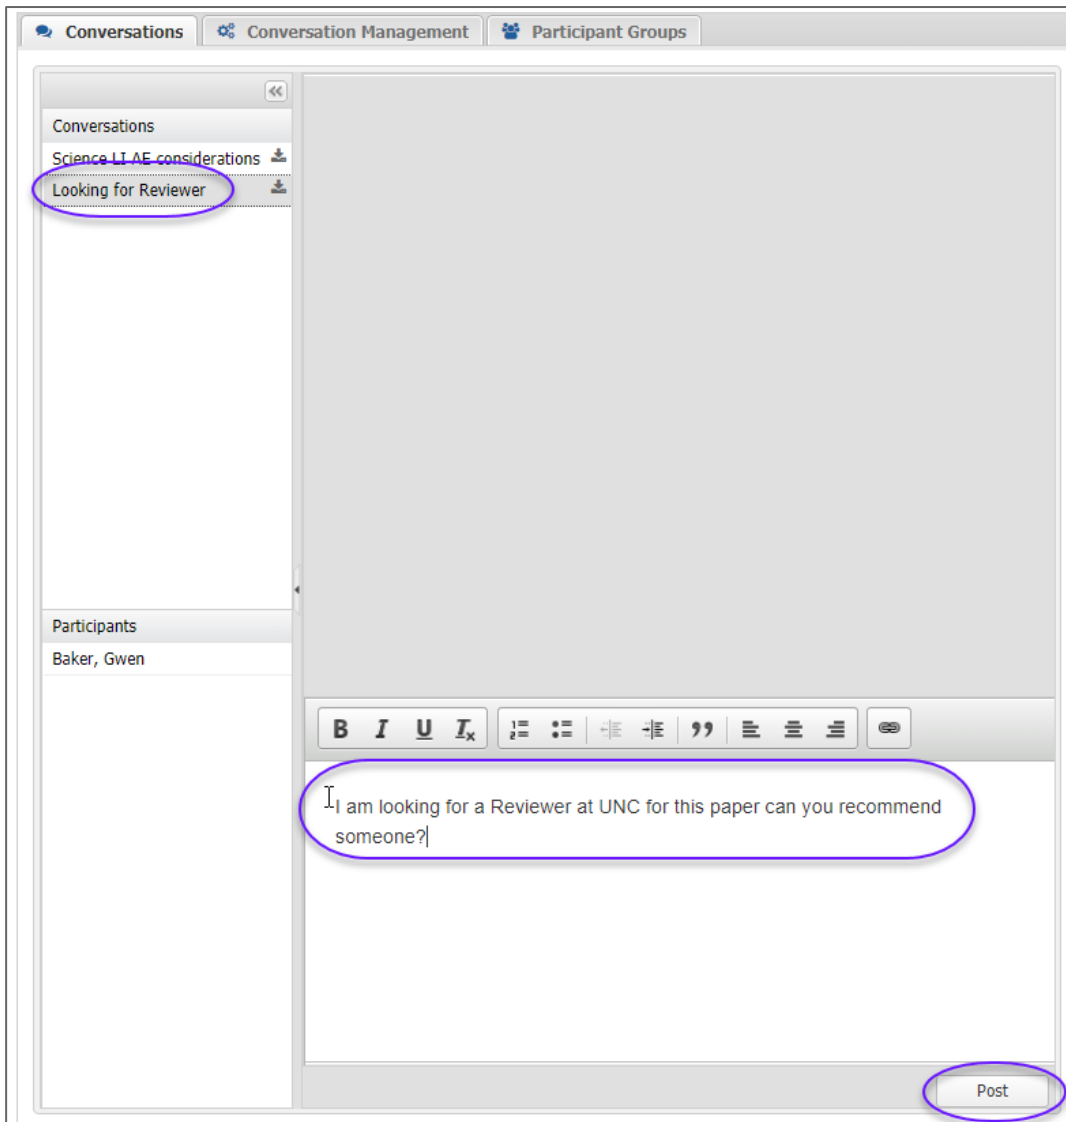 Conversations Conversation Management Participant Groups
Conversations
Science LI AE considerations
Looking for Reviewer
Participants
Baker, Gwen
B I U Ix
I am looking for a Reviewer at UNC for this paper can you recommend
someone?
Post